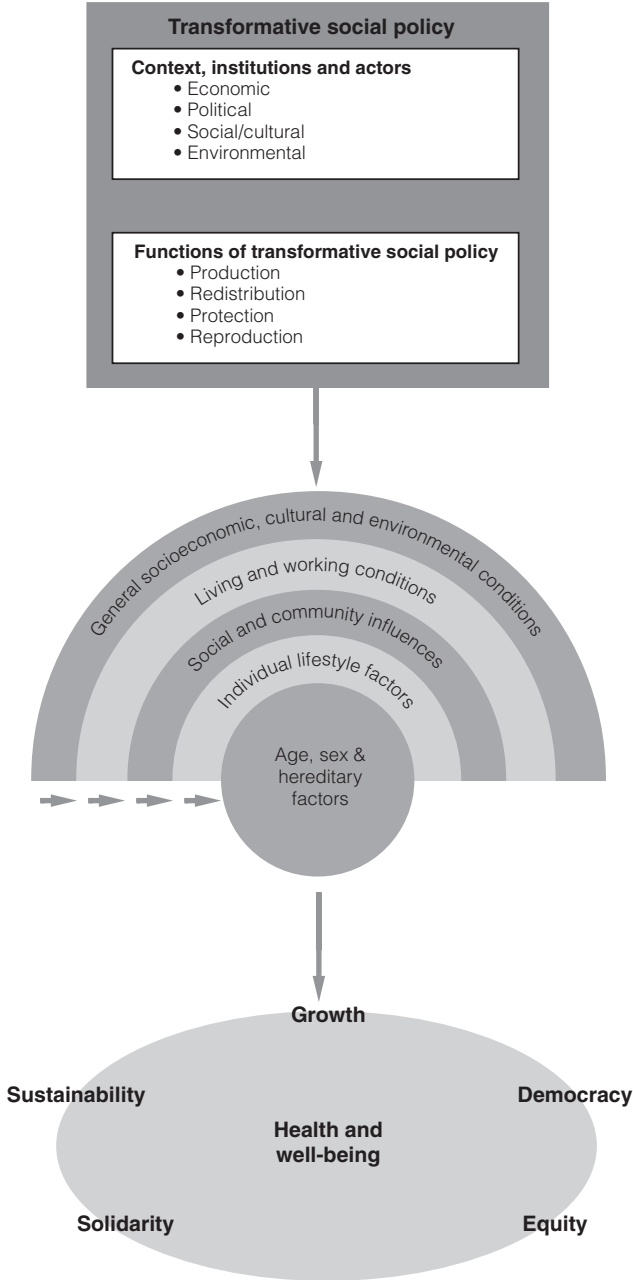 Transformative social policy
Context, institutions and actors
• Economic
• Political
• Social/cultural
• Environmental
Functions of transformative social policy
• Production
• Redistribution
• Protection
• Reproduction
General socioeconomic, cultural and environmental conditions
Living and working conditions
Social and community influences
Individual lifestyle factors
Age, sex &
hereditary
factors
Growth
Sustainability
Democracy
Health and
well-being
Solidarity
Equity